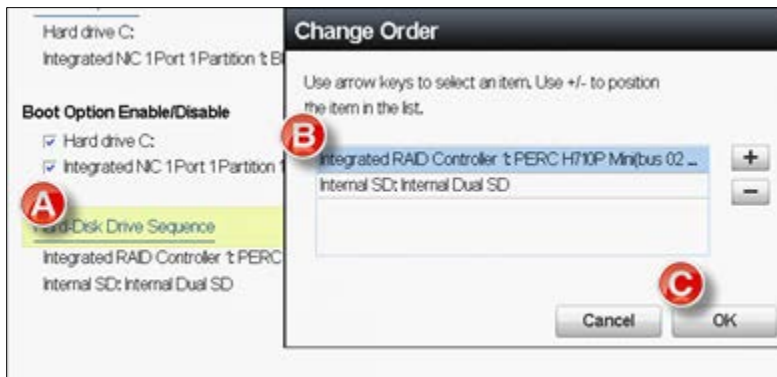 Hard drive C:
Integrated NIC 1 Port 1 Partition 1: B
Boot Option Enable/Disable
Hard drive C:
Integrated NIC 1 Port 1 Partition 1
A
Hard-Disk Drive Sequence
Integrated RAID Controller 1: PERC
Internal SD: Internal Dual SD
Change Order
Use arrow keys to select an item. Use +/- to position
the item in the list.
B
Integrated RAID Controller 1: PERC H710P Mini(bus 02 ...
Internal SD: Internal Dual SD
+
-
C
Cancel
OK